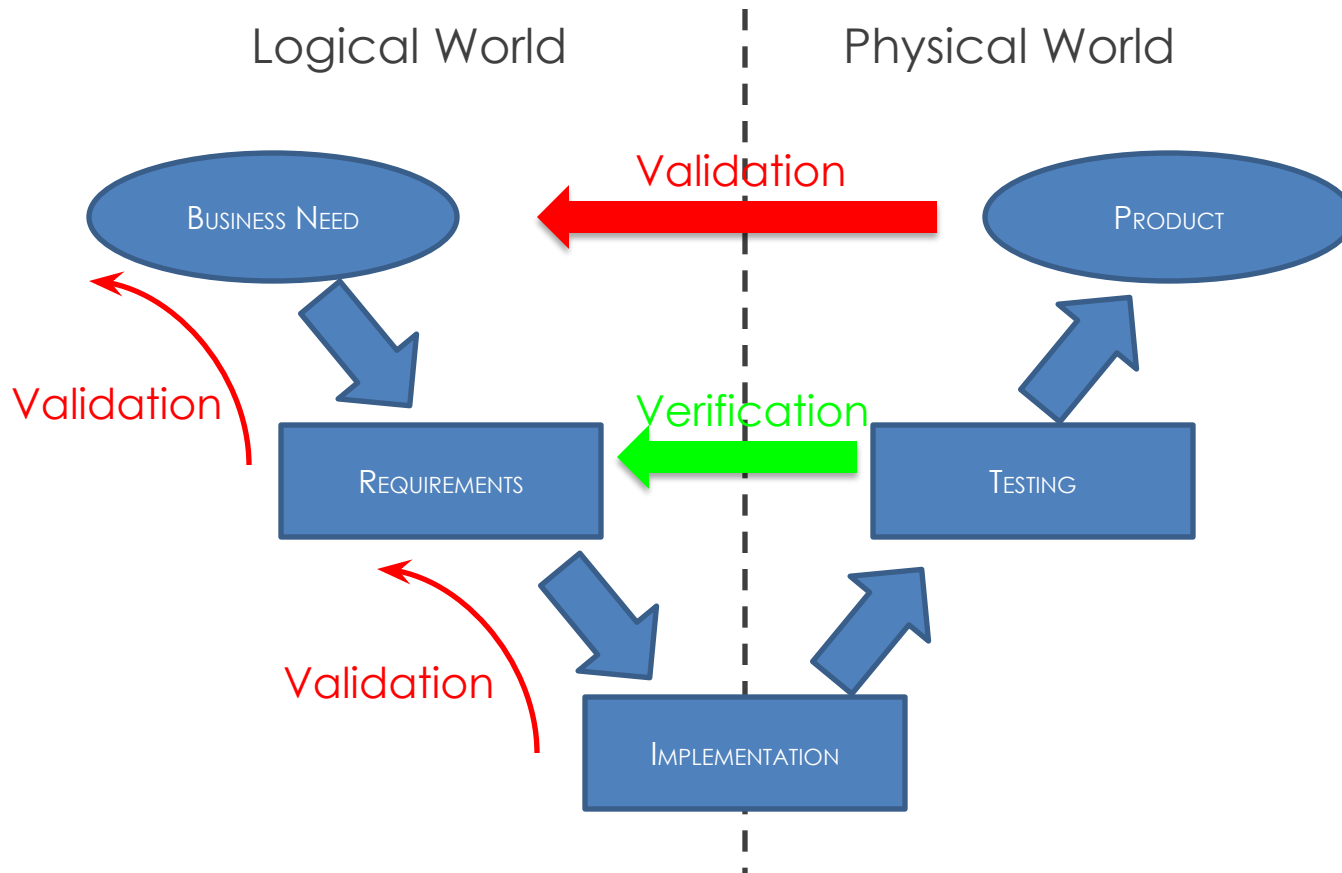 Logical World
Physical World
Validation
Business Need
Product
Validation
Verification
Requirements
Testing
Validation
Implementation